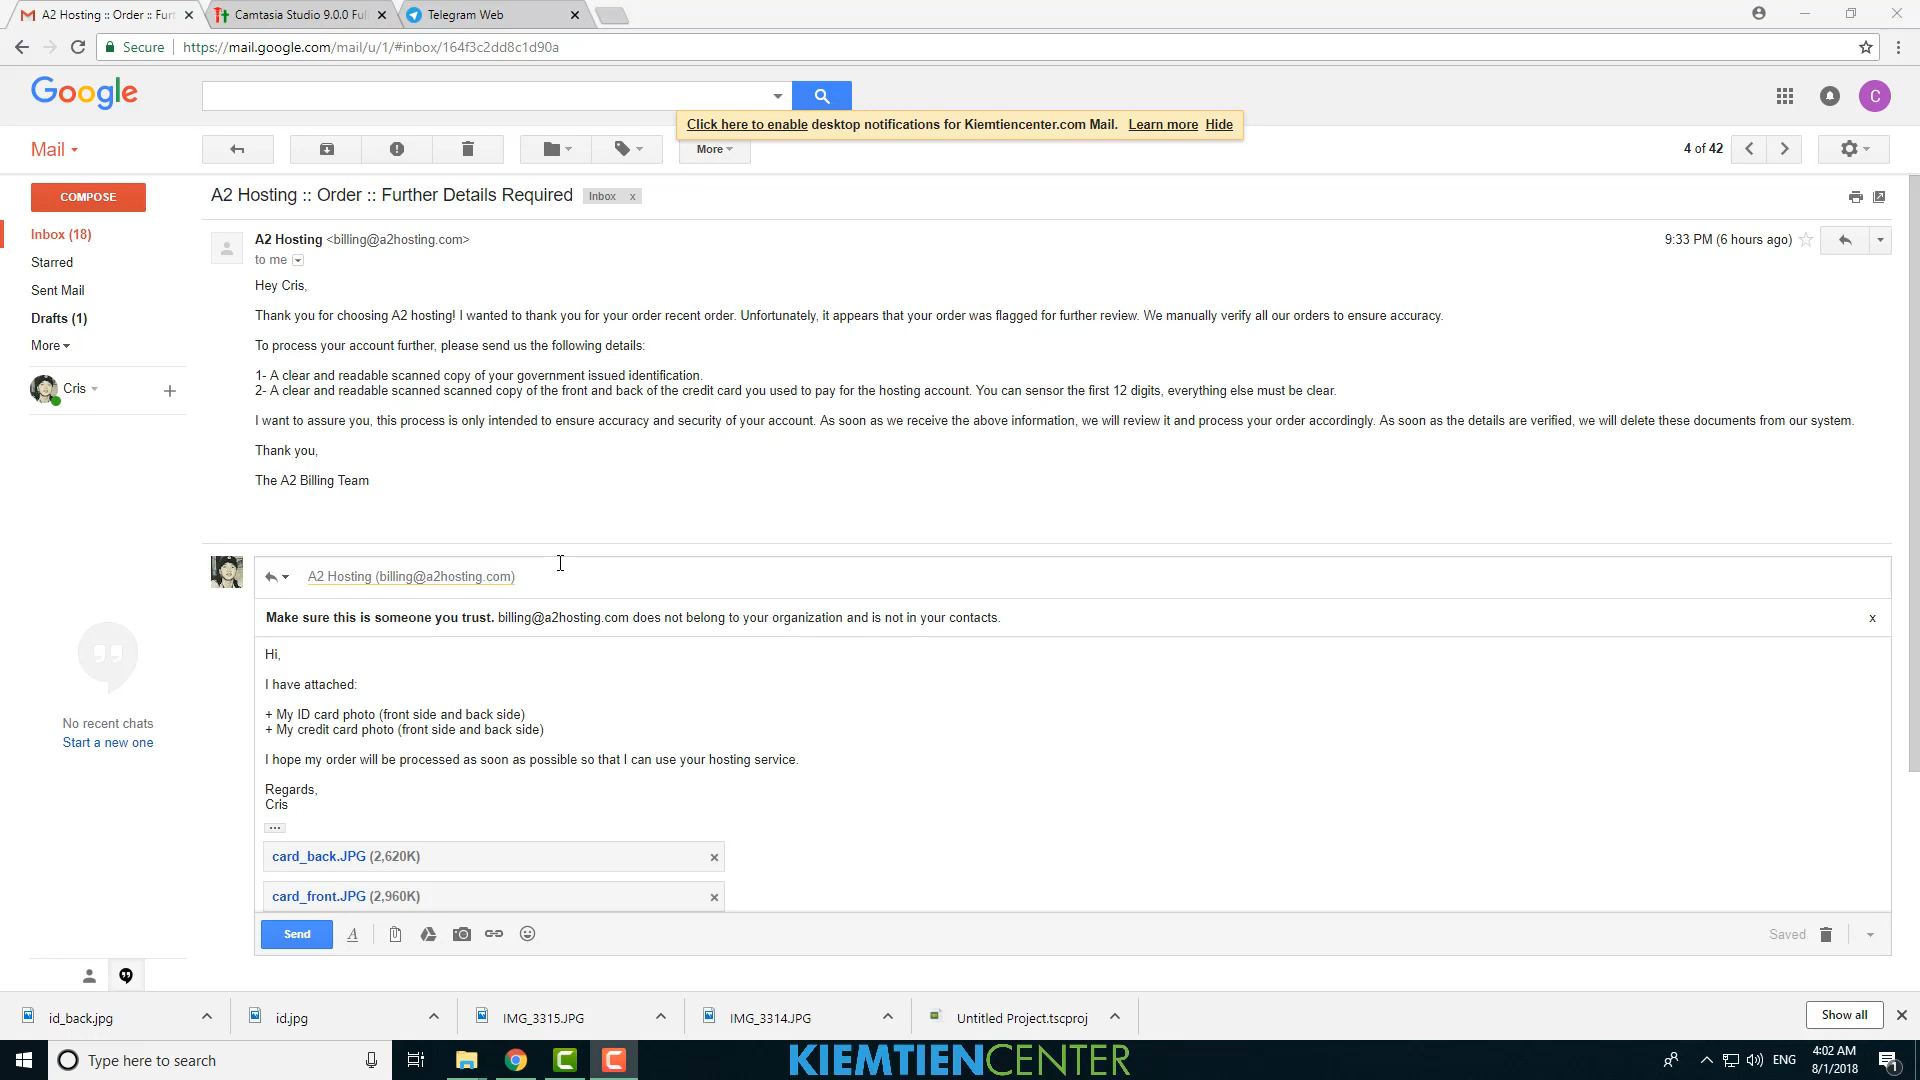 A2 Hosting :: Order :: Furt
Camtasia Studio 9.0.0 Ful
Telegram Web
Secure
https://mail.google.com/mail/u/1/#inbox/164f3c2dd8c1d90a
Google
C
Click here to enable desktop notifications for Kiemtiencenter.com Mail. Learn more Hide
Mail
More
4 of 42
COMPOSE
A2 Hosting :: Order :: Further Details Required
Inbox x
Inbox (18)
Starred
Sent Mail
Drafts (1)
More
Cris
A2 Hosting <billing@a2hosting.com>
9:33 PM (6 hours ago)
to me
Hey Cris,
Thank you for choosing A2 hosting! I wanted to thank you for your order recent order. Unfortunately, it appears that your order was flagged for further review. We manually verify all our orders to ensure accuracy.
To process your account further, please send us the following details:
1- A clear and readable scanned copy of your government issued identification.
2- A clear and readable scanned scanned copy of the front and back of the credit card you used to pay for the hosting account. You can sensor the first 12 digits, everything else must be clear.
I want to assure you, this process is only intended to ensure accuracy and security of your account. As soon as we receive the above information, we will review it and process your order accordingly. As soon as the details are verified, we will delete these documents from our system.
Thank you,
The A2 Billing Team
A2 Hosting (billing@a2hosting.com)
Make sure this is someone you trust. billing@a2hosting.com does not belong to your organization and is not in your contacts.
x
Hi,
I have attached:
+ My ID card photo (front side and back side)
+ My credit card photo (front side and back side)
I hope my order will be processed as soon as possible so that I can use your hosting service.
Regards,
Cris
card_back.JPG (2,620K)
card_front.JPG (2,960K)
Send
Saved
No recent chats
Start a new one
id_back.jpg
id.jpg
IMG_3315.JPG
IMG_3314.JPG
Untitled Project.tscproj
Show all
Type here to search
KIEMTIENCENTER
ENG
4:02 AM
8/1/2018
1